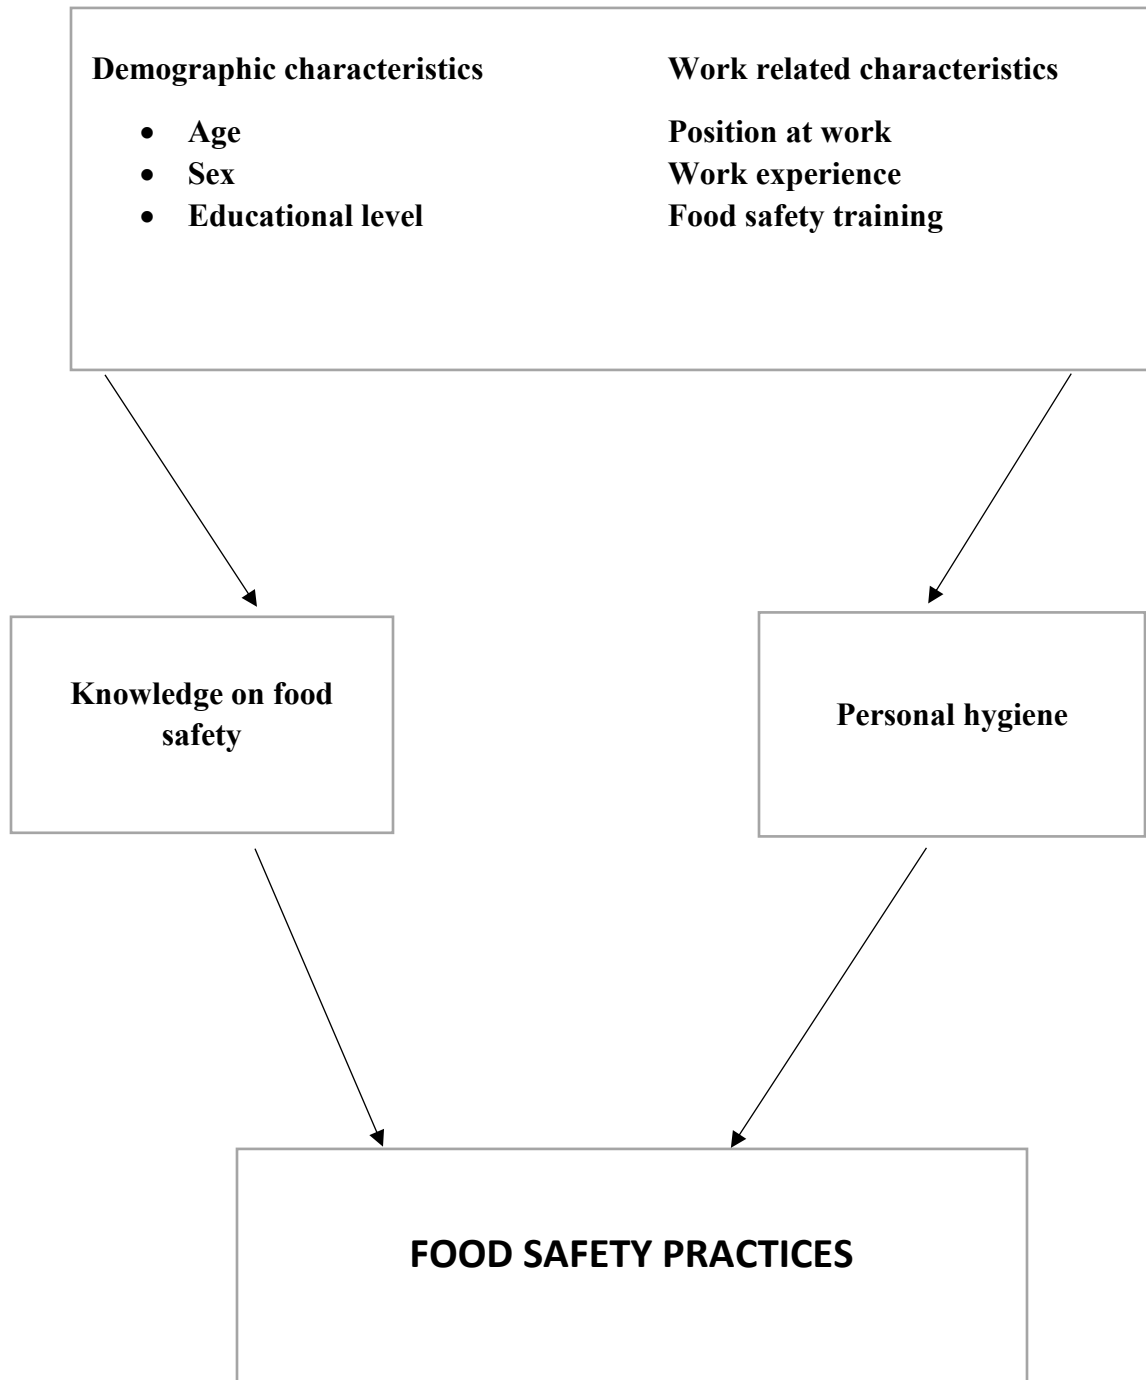 Demographic characteristics
• Age
• Sex
• Educational level
Work related characteristics
Position at work
Work experience
Food safety training
Knowledge on food
safety
Personal hygiene
FOOD SAFETY PRACTICES